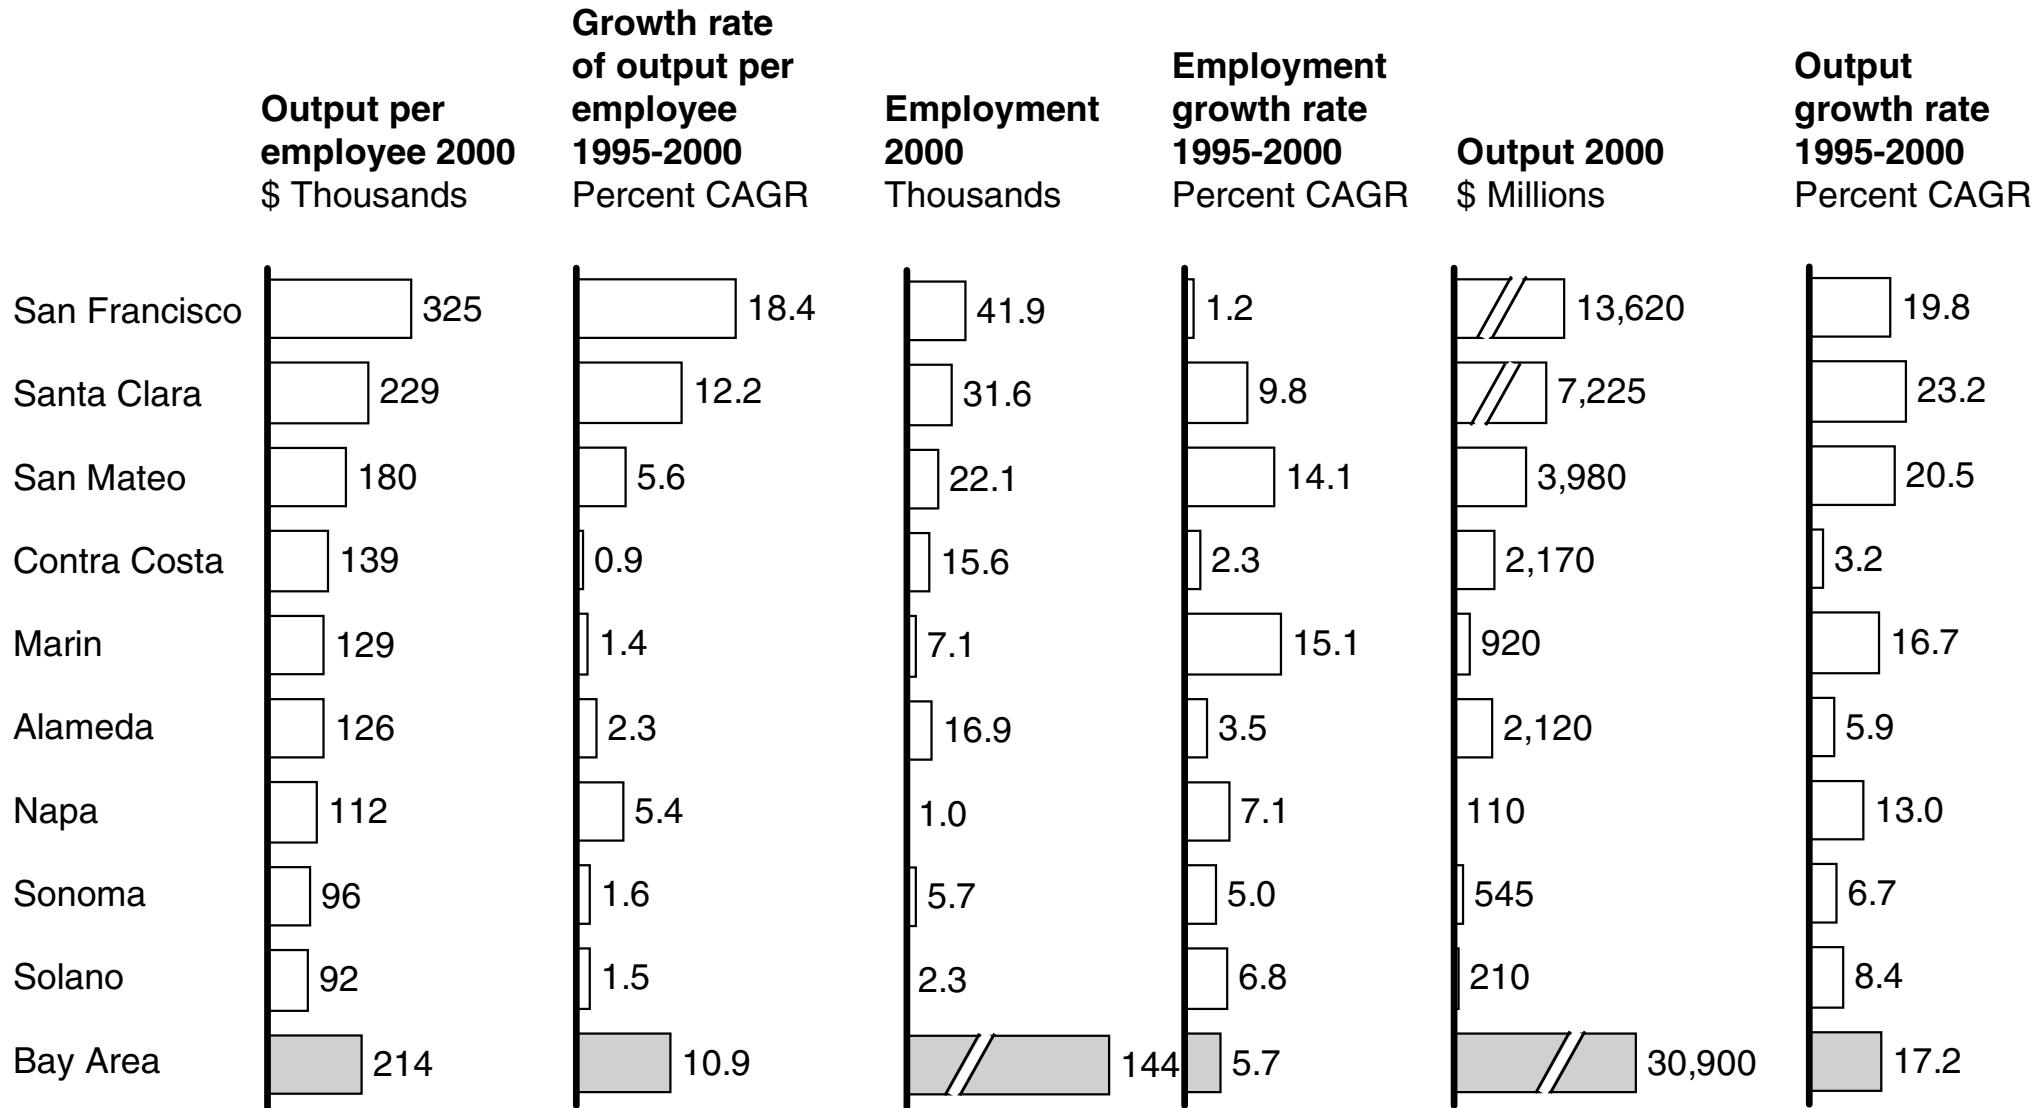 Output per
employee 2000
$ Thousands
Growth rate
of output per
employee
1995-2000
Percent CAGR
Employment
2000
Thousands
Employment
growth rate
1995-2000
Percent CAGR
Output 2000
$ Millions
Output
growth rate
1995-2000
Percent CAGR
San Francisco 325 18.4 41.9 1.2 13,620 19.8
Santa Clara 229 12.2 31.6 9.8 7,225 23.2
San Mateo 180 5.6 22.1 14.1 3,980 20.5
Contra Costa 139 0.9 15.6 2.3 2,170 3.2
Marin 129 1.4 7.1 15.1 920 16.7
Alameda 126 2.3 16.9 3.5 2,120 5.9
Napa 112 5.4 1.0 7.1 110 13.0
Sonoma 96 1.6 5.7 5.0 545 6.7
Solano 92 1.5 2.3 6.8 210 8.4
Bay Area 214 10.9 144 5.7 30,900 17.2